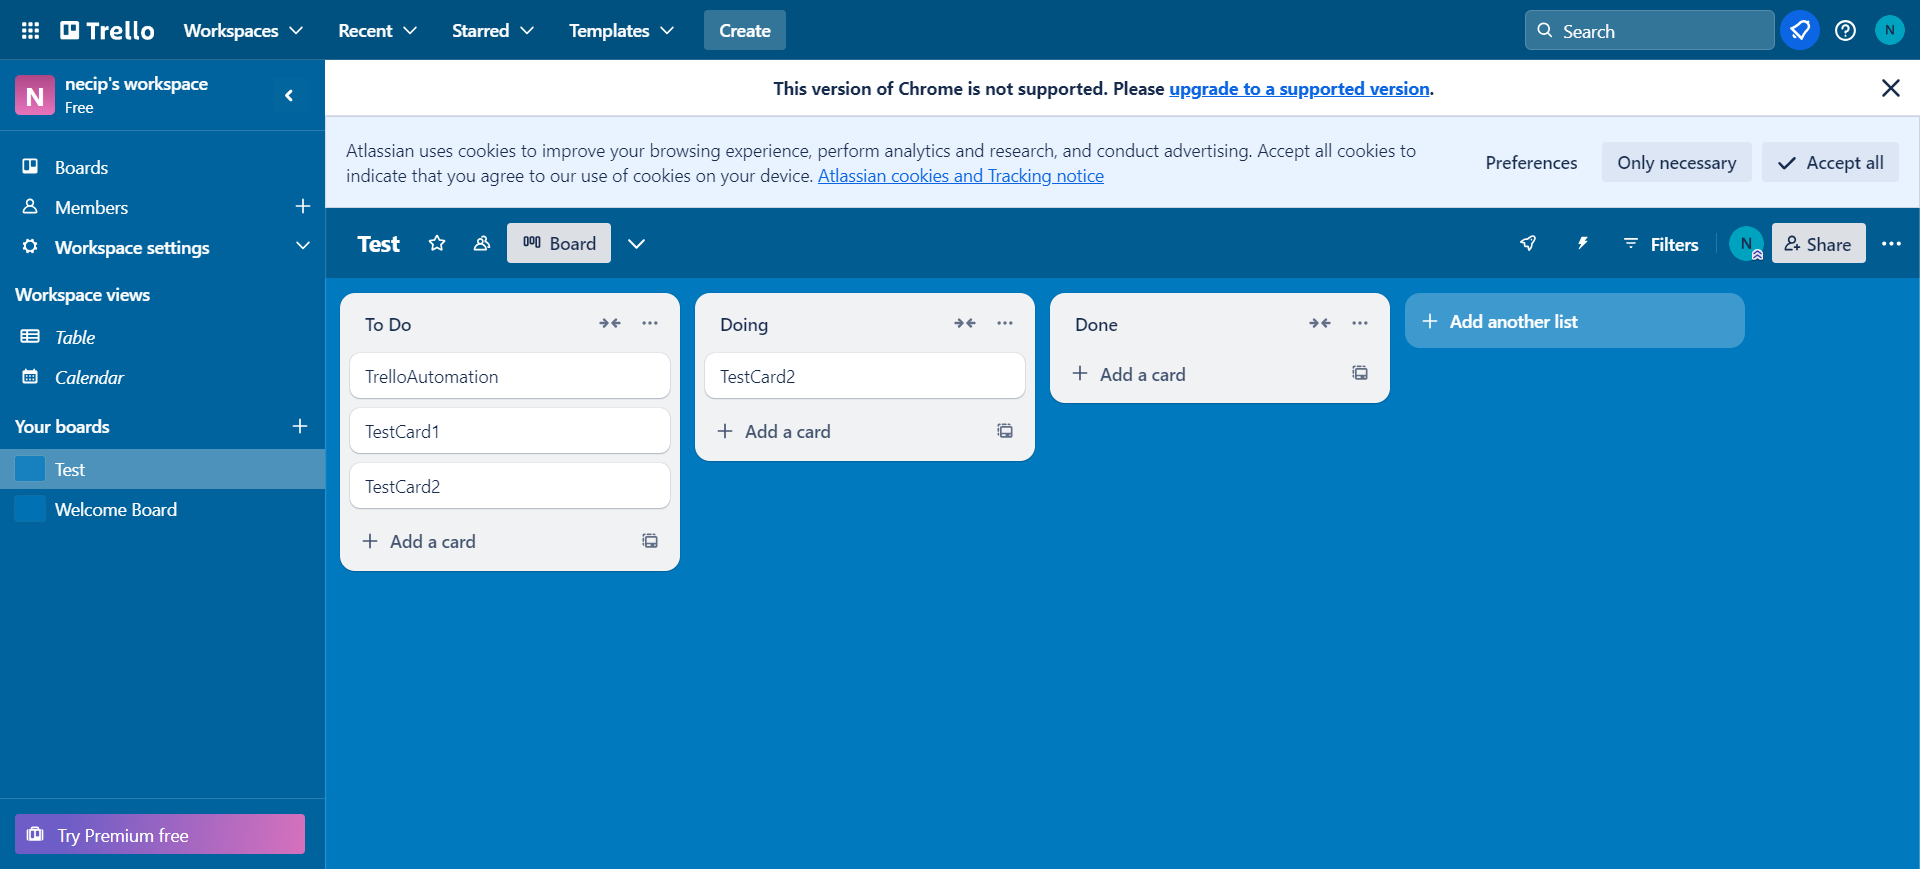 Trello
Workspaces
Recent
Starred
Templates
Create
Search
N
N
necip's workspace
Free
This version of Chrome is not supported. Please upgrade to a supported version.
Boards
Members
Workspace settings
Workspace views
Table
Calendar
Your boards
Test
Welcome Board
Try Premium free
Atlassian uses cookies to improve your browsing experience, perform analytics and research, and conduct advertising. Accept all cookies to
indicate that you agree to our use of cookies on your device. Atlassian cookies and Tracking notice
Preferences
Only necessary
Accept all
Test
Board
Filters
N
Share
To Do
TrelloAutomation
TestCard1
TestCard2
Add a card
Doing
TestCard2
Add a card
Done
Add a card
Add another list